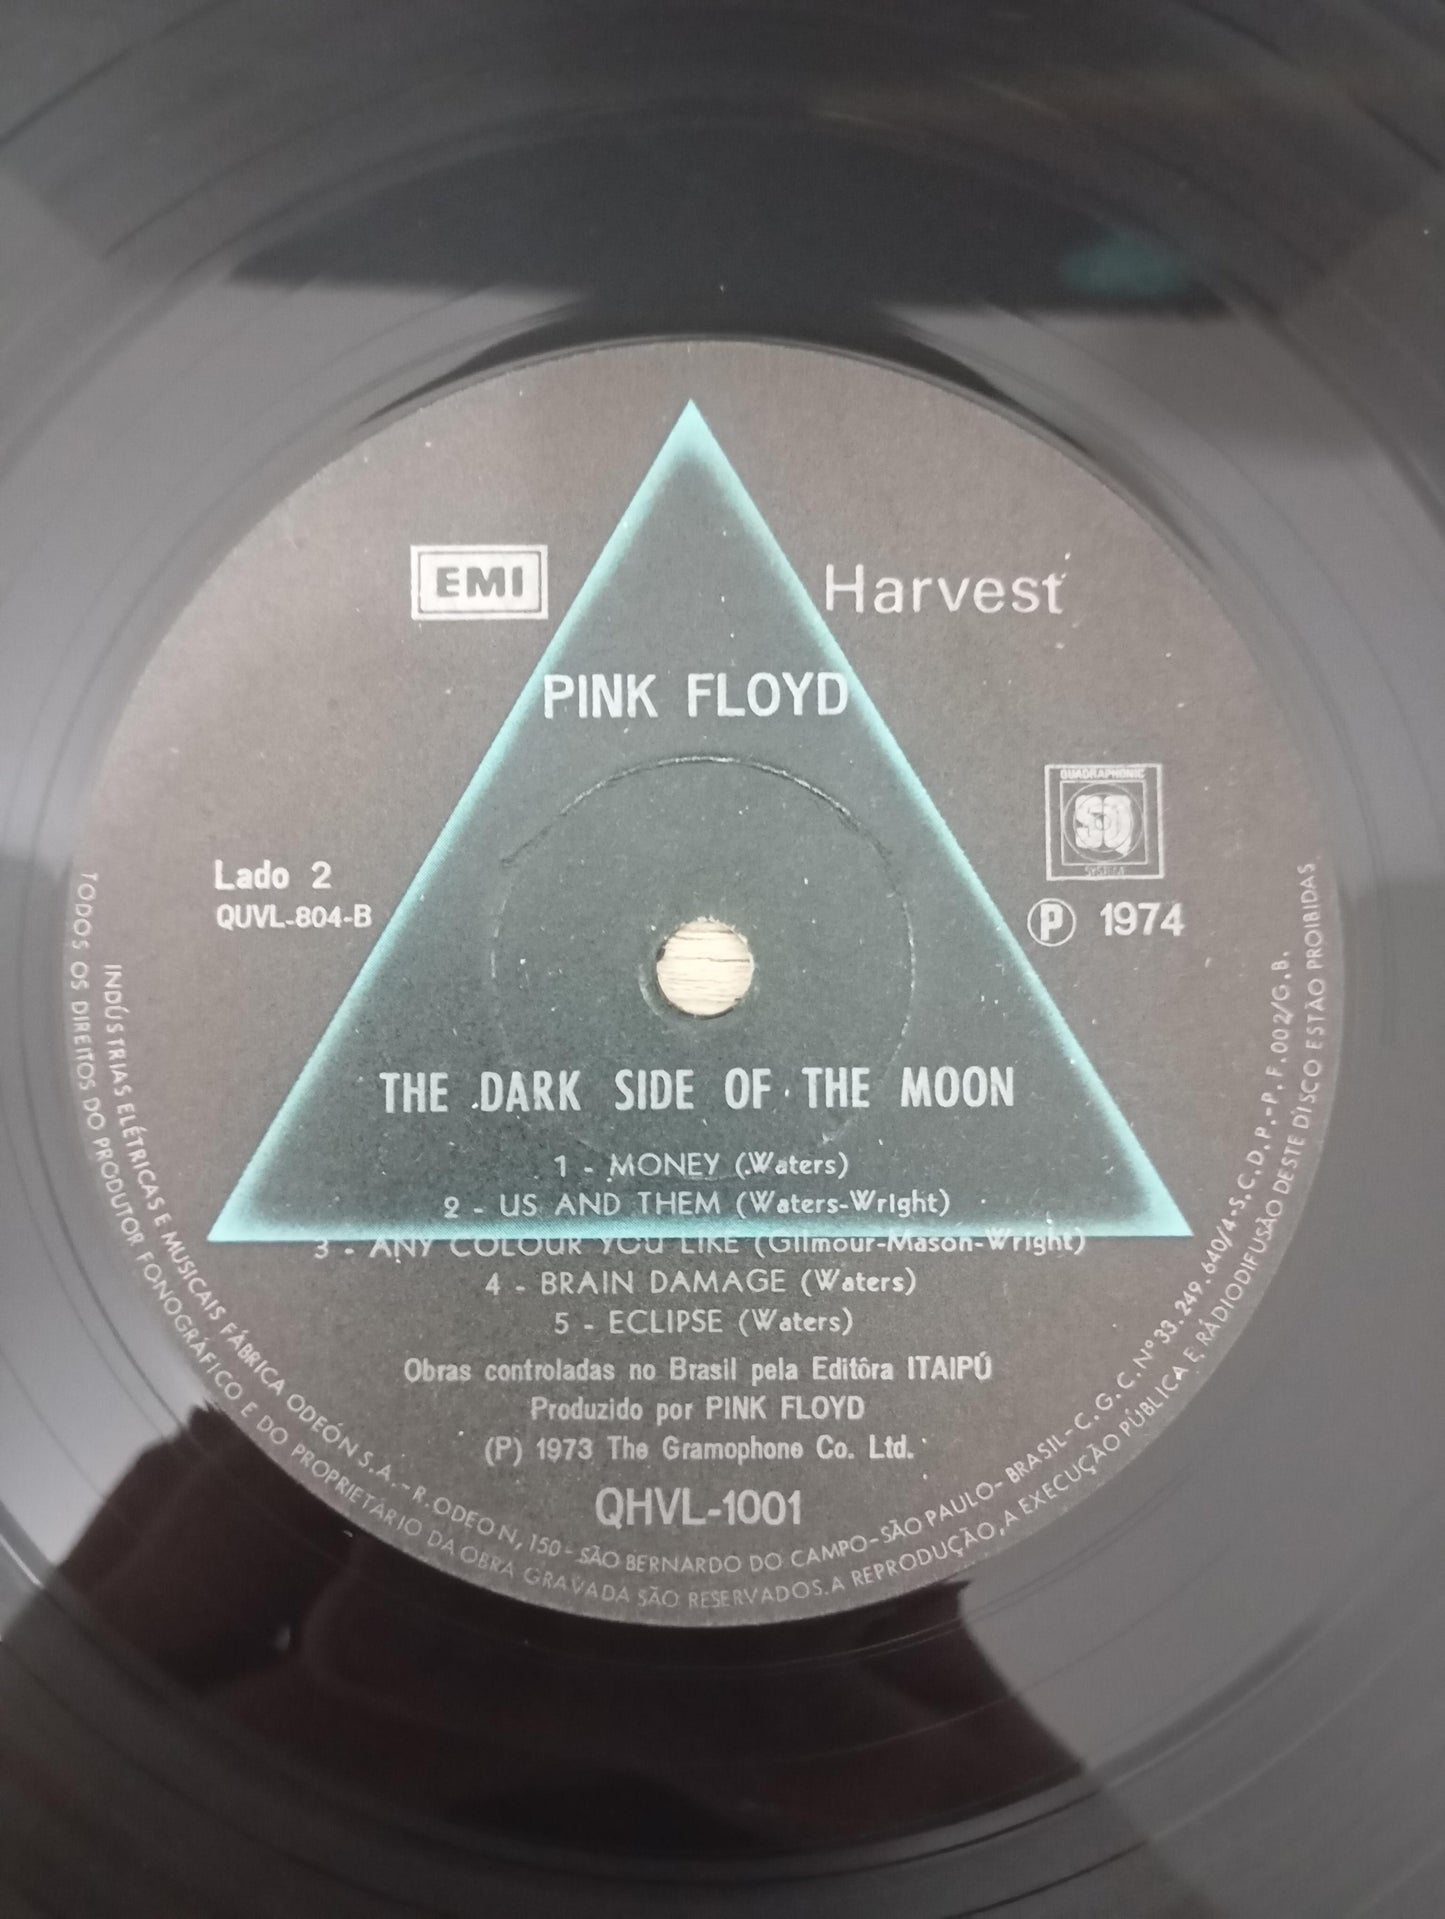 EMI
Harvest
PINK FLOYD
QUADRAPHONIC
SQ
SYSTEM
Lado 2
QUVL-804-B
Ⓟ 1974
THE DARK SIDE OF THE MOON
1 - MONEY (Waters)
2 - US AND THEM (Waters-Wright)
3 - ANY COLOUR YOU LIKE (Gilmour-Mason-Wright)
4 - BRAIN DAMAGE (Waters)
5 - ECLIPSE (Waters)
Obras controladas no Brasil pela Editôra ITAIPÚ
Produzido por PINK FLOYD
(P) 1973 The Gramophone Co. Ltd.
QHVL-1001
INDÚSTRIAS ELÉTRICAS E MUSICAIS FÁBRICA ODEÓN S.A.-R. ODEON, 150-SÃO BERNARDO DO CAMPO-SÃO PAULO-BRASIL-C.G.C. Nº 33.249.640/4-S.C.D.P.-P.F.002/G.B.
TODOS OS DIREITOS DO PRODUTOR FONOGRÁFICO E DO PROPRIETÁRIO DA OBRA GRAVADA SÃO RESERVADOS. A REPRODUÇÃO, A EXECUÇÃO PÚBLICA E RÁDIODIFUSÃO DESTE DISCO ESTÃO PROIBIDAS